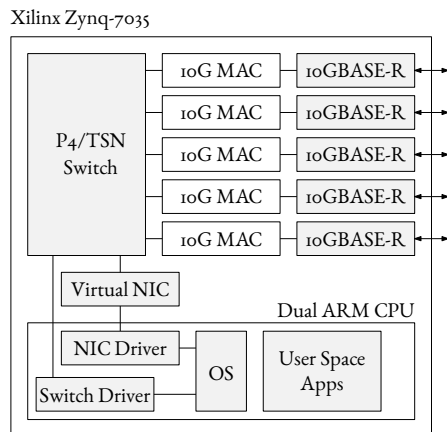 Xilinx Zynq-7035
10G MAC
10GBASE-R
10G MAC
10GBASE-R
P4/TSN
Switch
10G MAC
10GBASE-R
10G MAC
10GBASE-R
10G MAC
10GBASE-R
Virtual NIC
Dual ARM CPU
NIC Driver
OS
User Space
Apps
Switch Driver